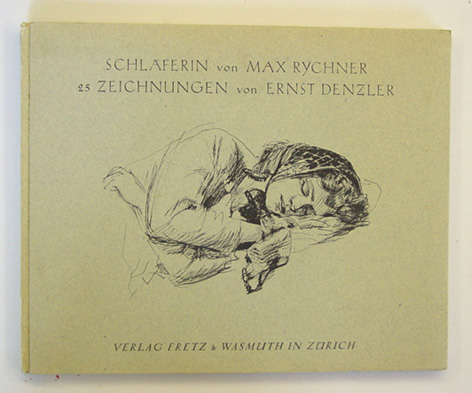 SCHLÄFERIN von MAX RYCHNER
25 ZEICHNUNGEN von ERNST DENZLER
VERLAG FRETZ & WASMUTH IN ZÜRICH